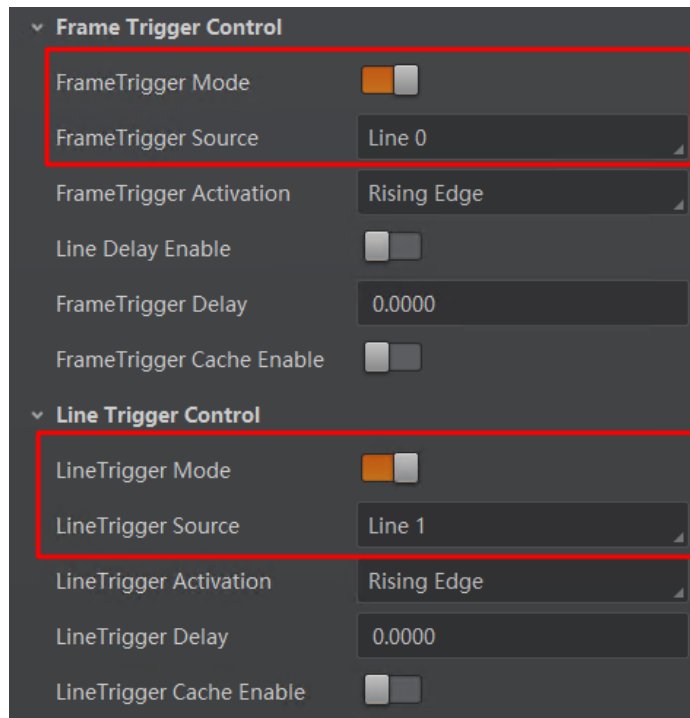 Frame Trigger Control
FrameTrigger Mode
FrameTrigger Source Line 0
FrameTrigger Activation Rising Edge
Line Delay Enable
FrameTrigger Delay 0.0000
FrameTrigger Cache Enable
Line Trigger Control
LineTrigger Mode
LineTrigger Source Line 1
LineTrigger Activation Rising Edge
LineTrigger Delay 0.0000
LineTrigger Cache Enable